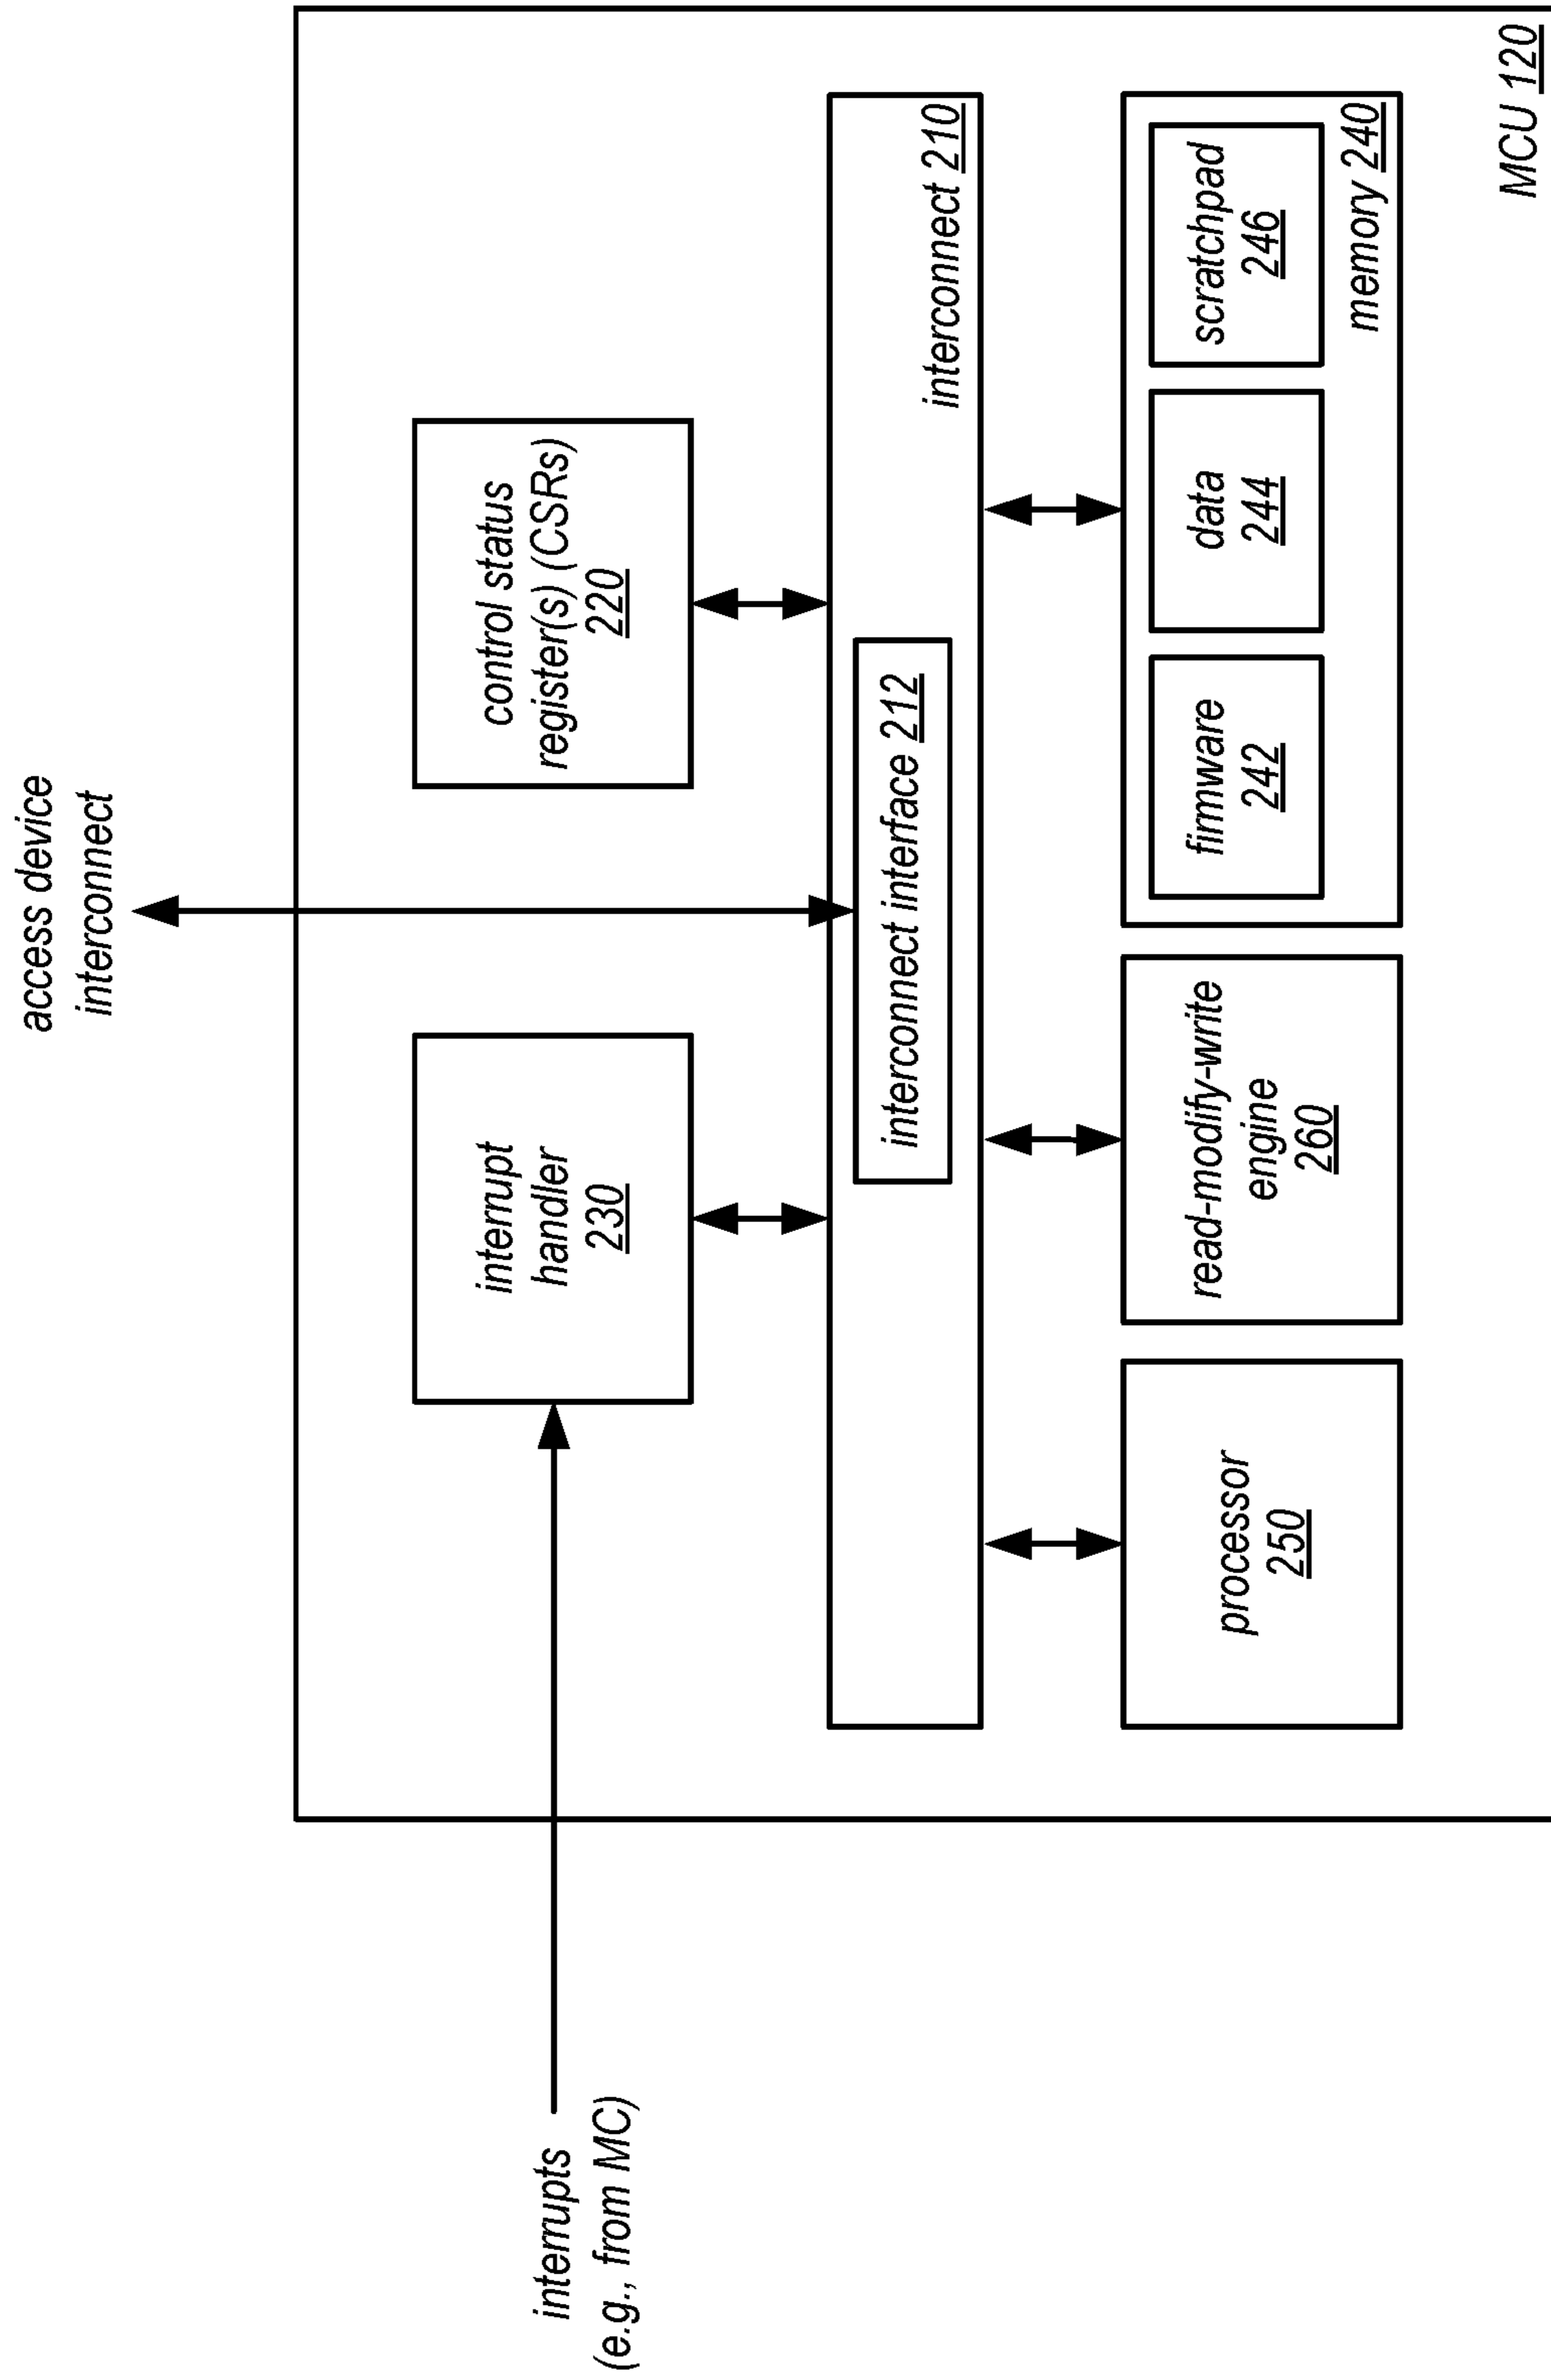 access device
interconnect
interrupts
(e.g., from MC)
interrupt
handler
230
control status
register(s) (CSRs)
220
interconnect interface 212
interconnect 210
processor
250
read-modify-write
engine
260
firmware
242
data
244
scratchpad
246
memory 240
MCU 120